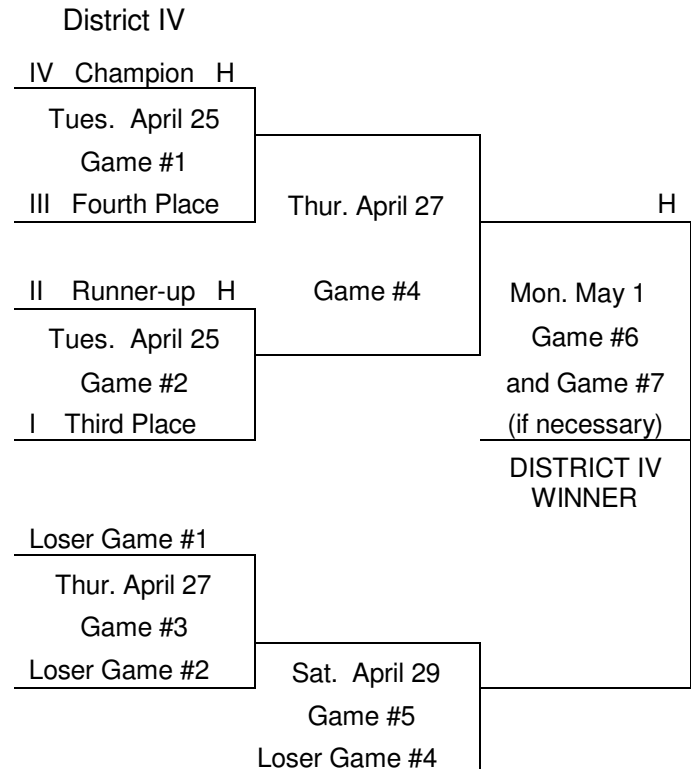 District IV
IV Champion H
Tues. April 25
Game #1
III Fourth Place
Thur. April 27
H
II Runner-up H
Game #4
Mon. May 1
Tues. April 25
Game #6
Game #2
and Game #7
I Third Place
(if necessary)
DISTRICT IV
WINNER
Loser Game #1
Thur. April 27
Game #3
Loser Game #2
Sat. April 29
Game #5
Loser Game #4